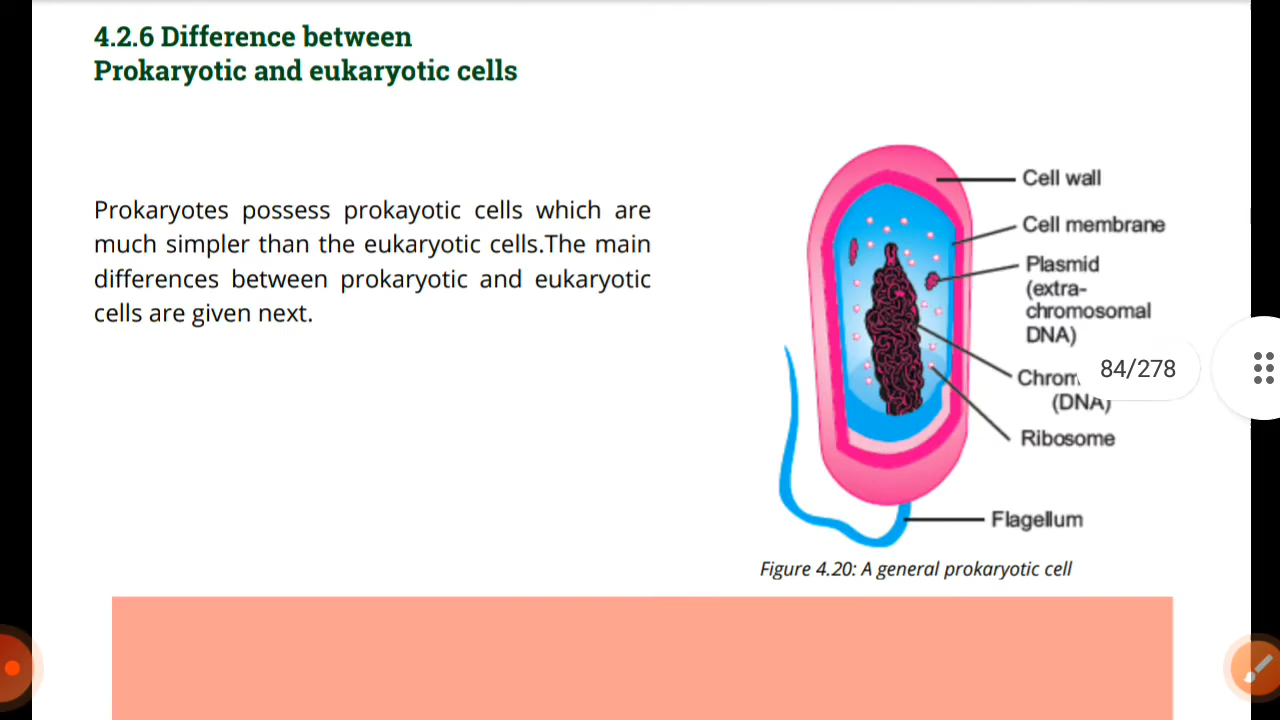 4.2.6 Difference between
Prokaryotic and eukaryotic cells
Prokaryotes possess prokayotic cells which are
much simpler than the eukaryotic cells.The main
differences between prokaryotic and eukaryotic
cells are given next.
Cell wall
Cell membrane
Plasmid
(extra-
chromosomal
DNA)
84/278
(DNA)
Ribosome
Flagellum
Figure 4.20: A general prokaryotic cell